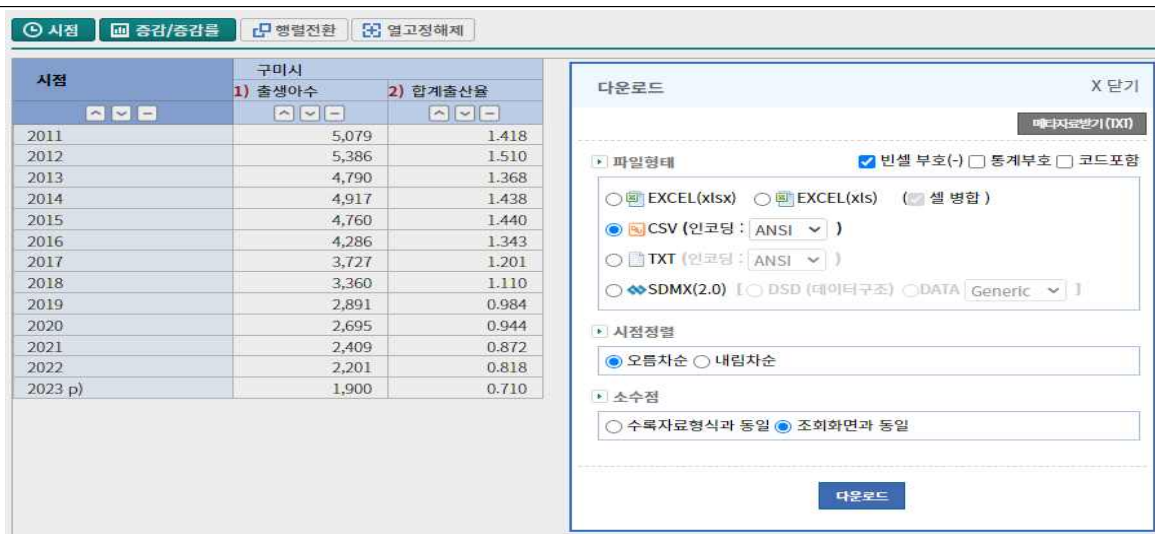 시점 증감/증감률 행렬전환 열고정해제
시점 구미시
1) 출생아수 2) 합계출산율
2011 5,079 1.418
2012 5,386 1.510
2013 4,790 1.368
2014 4,917 1.438
2015 4,760 1.440
2016 4,286 1.343
2017 3,727 1.201
2018 3,360 1.110
2019 2,891 0.984
2020 2,695 0.944
2021 2,409 0.872
2022 2,201 0.818
2023 p) 1,900 0.710
다운로드 X 닫기
메타자료받기(TXT)
파일형태 빈셀 부호(-) 통계부호 코드포함
EXCEL(xlsx) EXCEL(xls) ( 셀 병합 )
CSV (인코딩 : ANSI )
TXT (인코딩 : ANSI )
SDMX(2.0) [ DSD (데이터구조) DATA Generic ]
시점정렬
오름차순 내림차순
소수점
수록자료형식과 동일 조회화면과 동일
다운로드